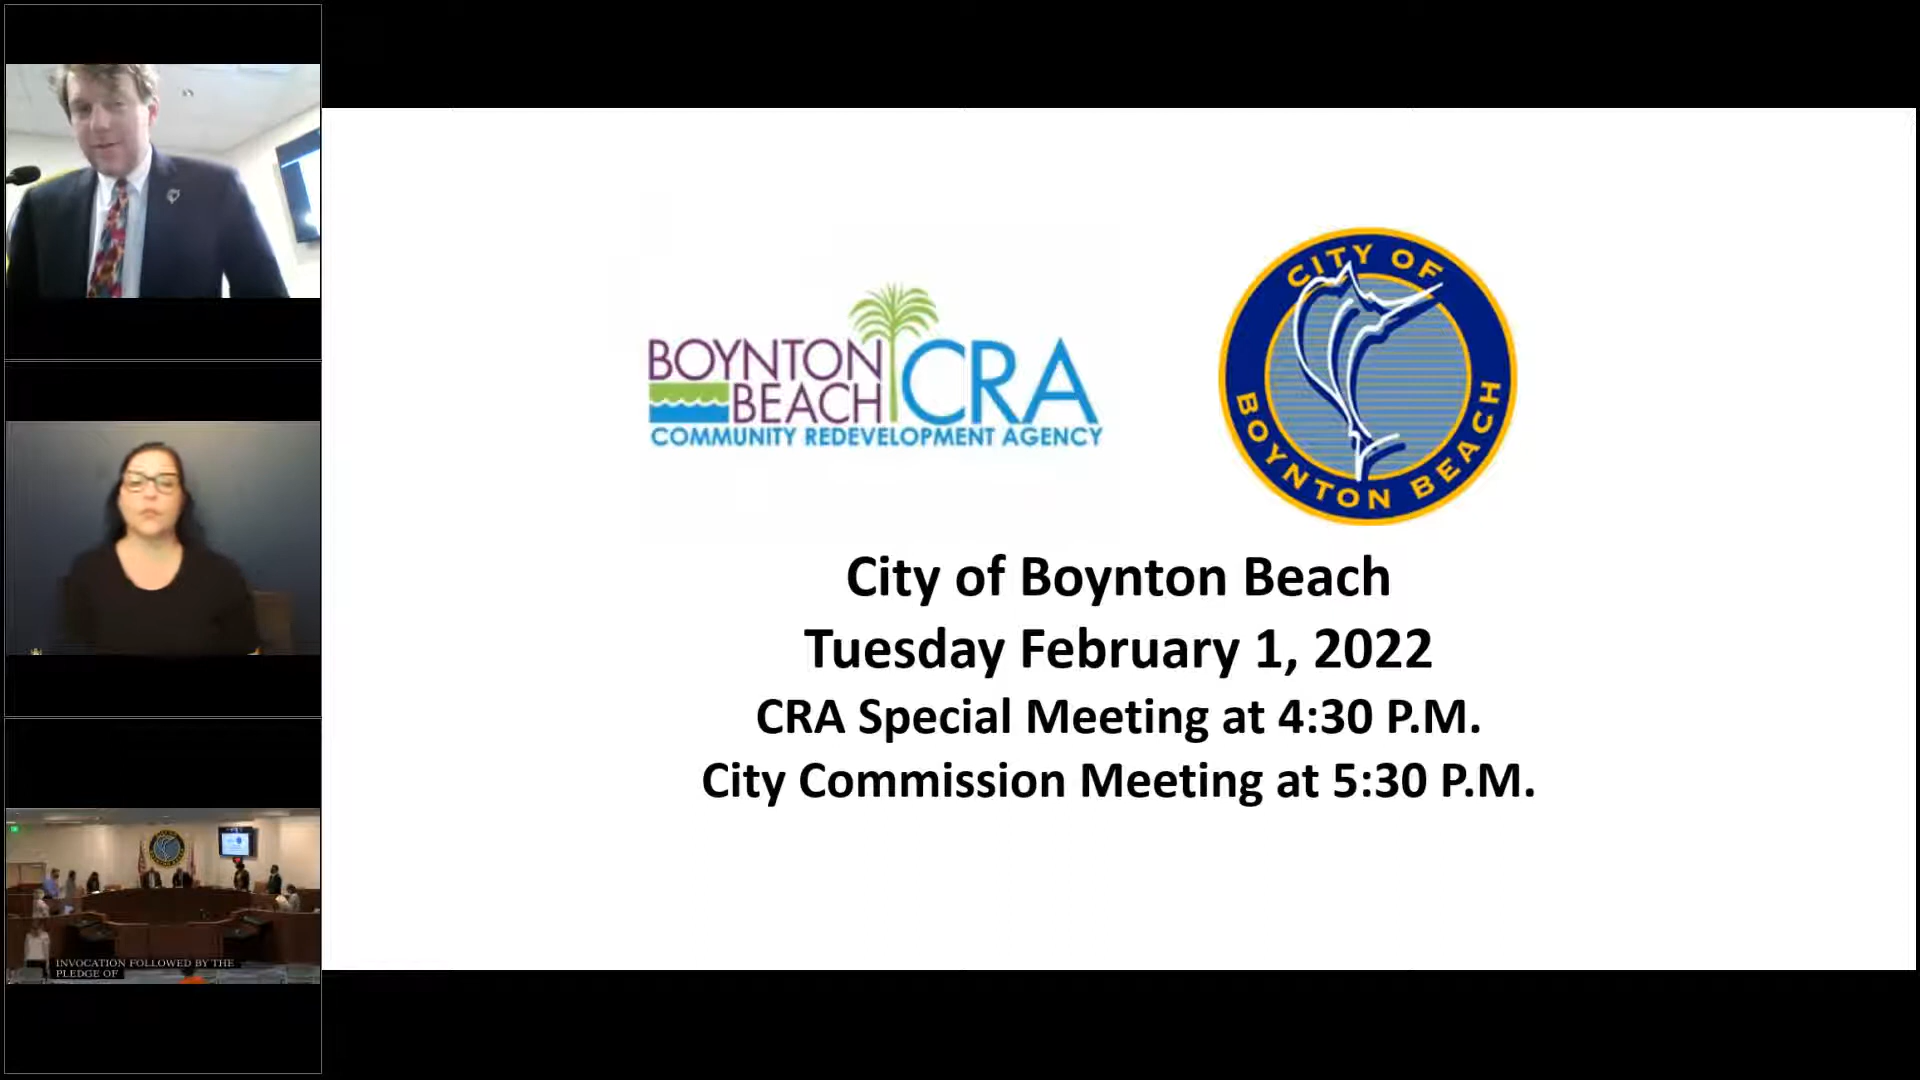 BOYNTON
BEACH
CRA
COMMUNITY REDEVELOPMENT AGENCY
CITY OF
BOYNTON BEACH
City of Boynton Beach
Tuesday February 1, 2022
CRA Special Meeting at 4:30 P.M.
City Commission Meeting at 5:30 P.M.
INVOCATION FOLLOWED BY THE
PLEDGE OF